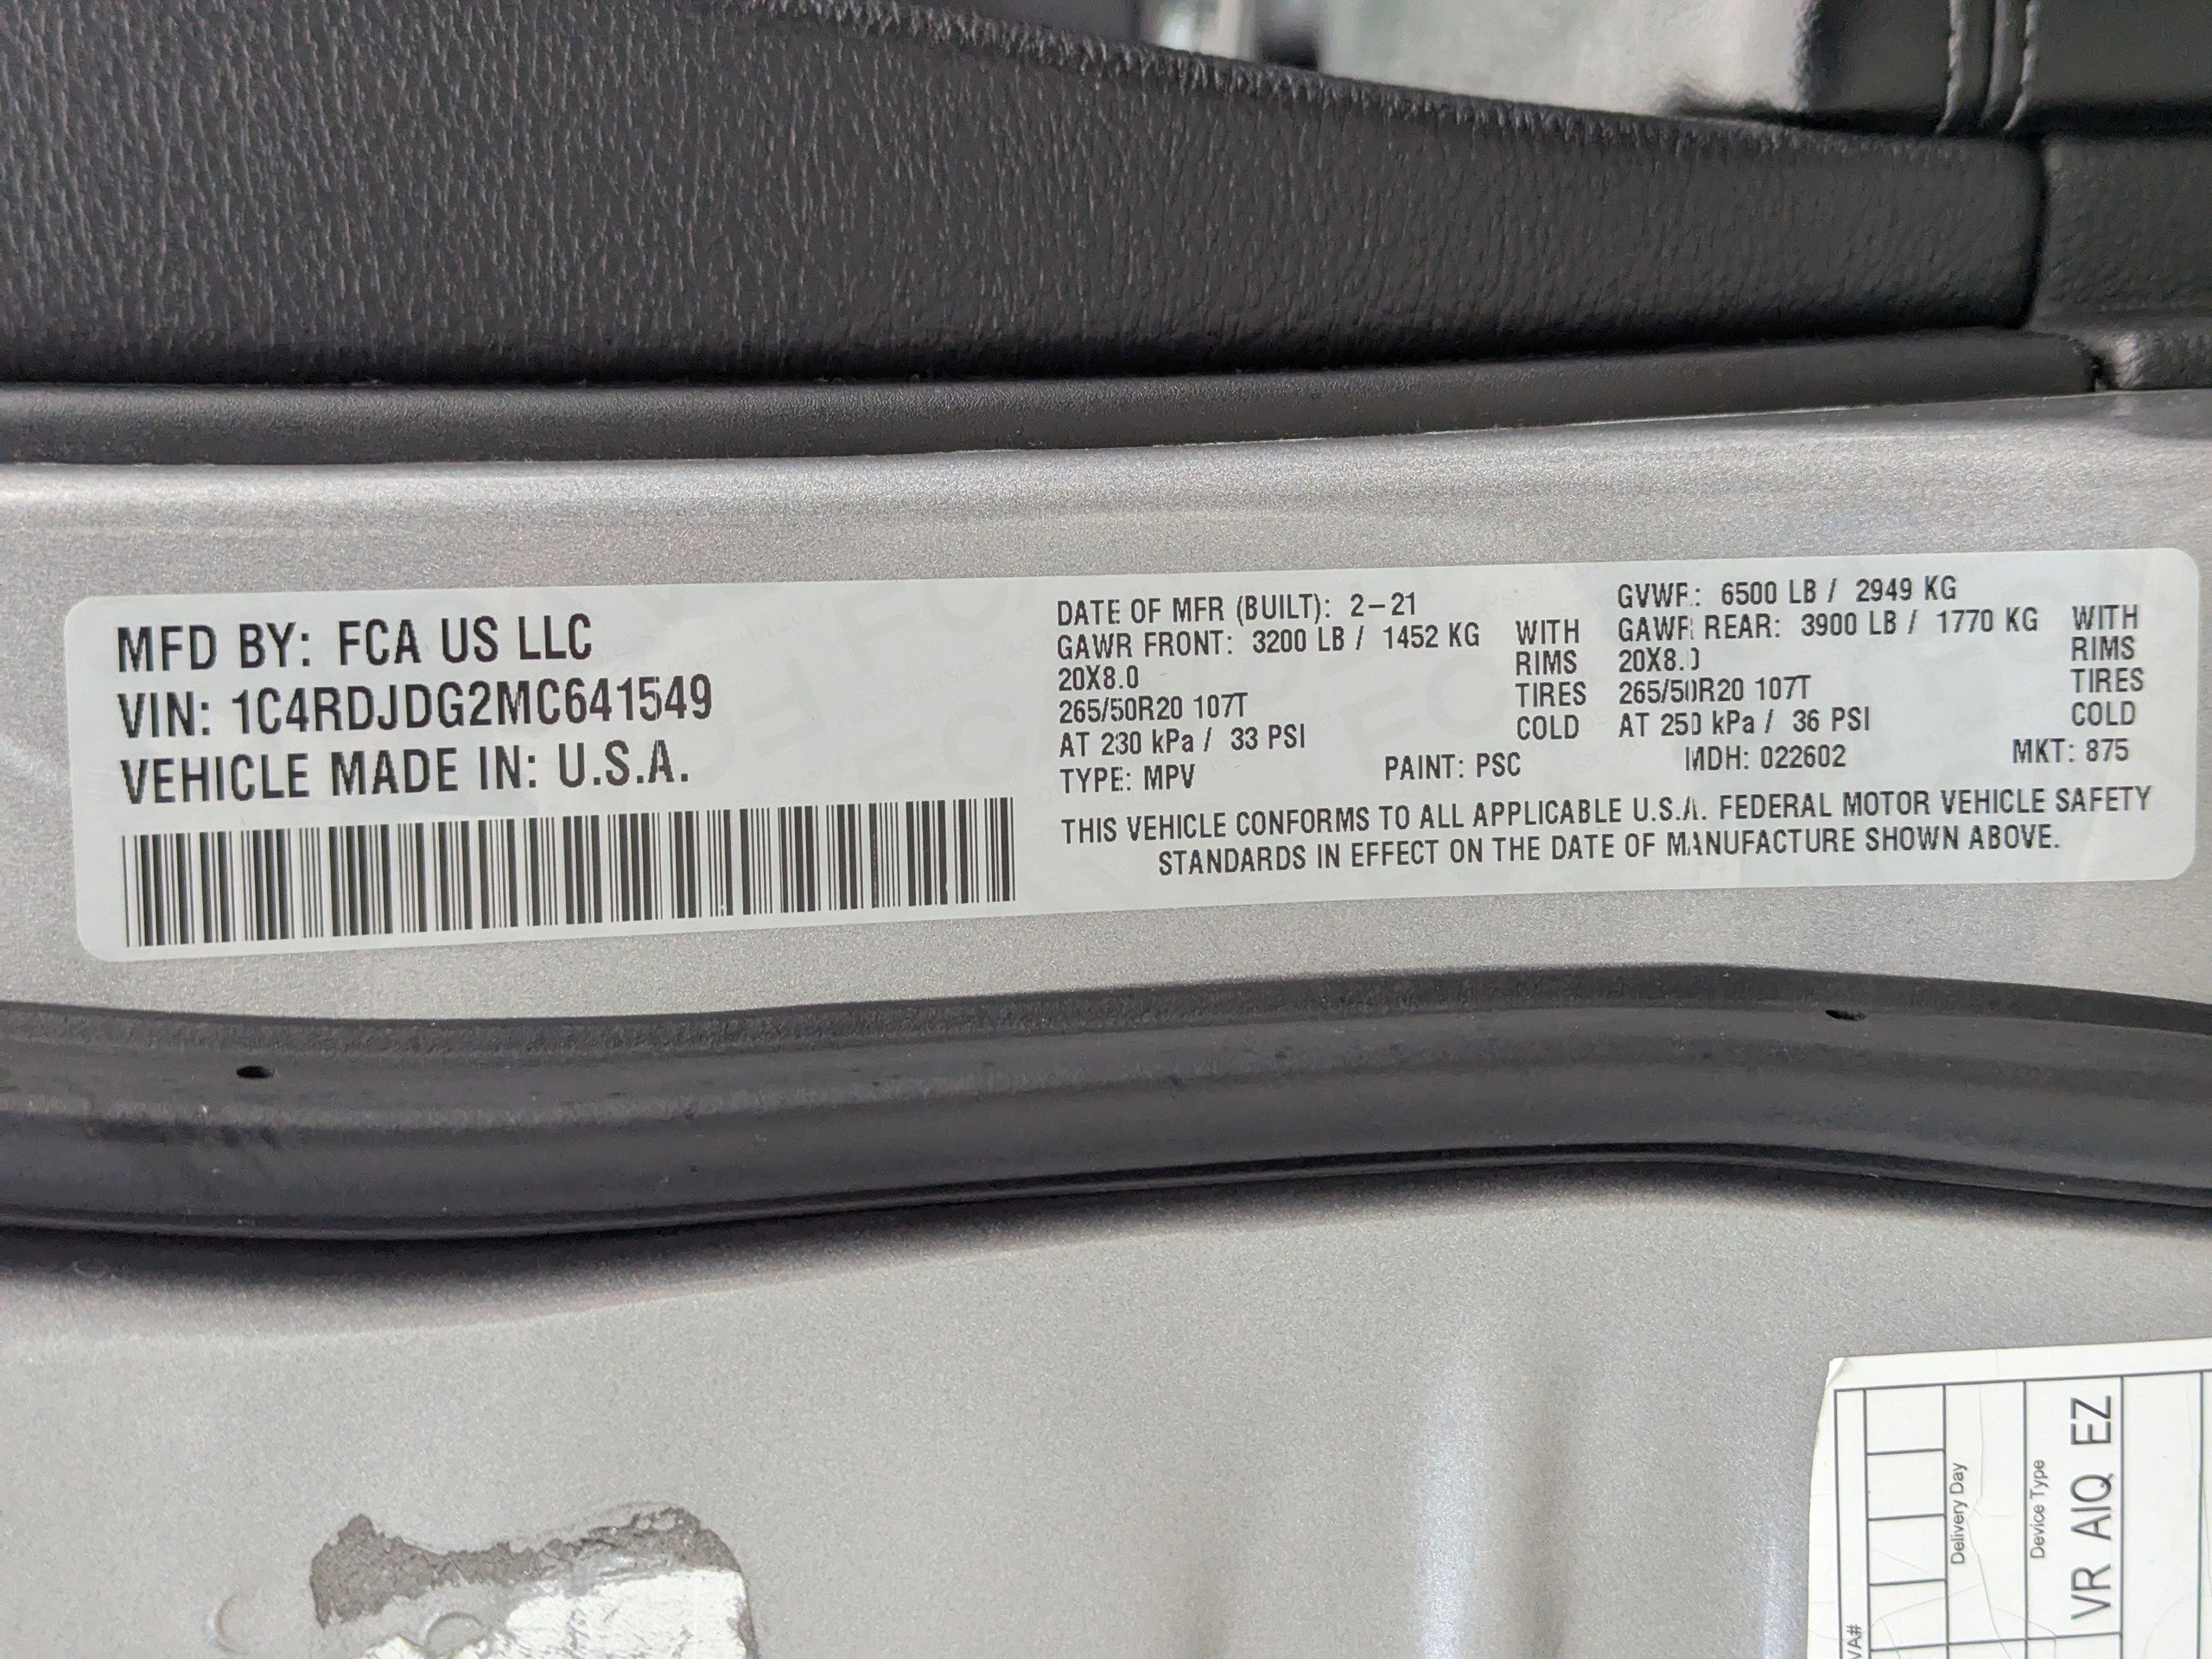 MFD BY: FCA US LLC
VIN: 1C4RDJDG2MC641549
VEHICLE MADE IN: U.S.A.
DATE OF MFR (BUILT): 2-21
GAWR FRONT: 3200 LB / 1452 KG WITH
20X8.0 RIMS
265/50R20 107T TIRES
AT 230 kPa / 33 PSI COLD
GVWR: 6500 LB / 2949 KG
GAWR REAR: 3900 LB / 1770 KG WITH
20X8.0 RIMS
265/50R20 107T TIRES
AT 250 kPa / 36 PSI COLD
TYPE: MPV PAINT: PSC MDH: 022602 MKT: 875
THIS VEHICLE CONFORMS TO ALL APPLICABLE U.S.A. FEDERAL MOTOR VEHICLE SAFETY
STANDARDS IN EFFECT ON THE DATE OF MANUFACTURE SHOWN ABOVE.
Delivery Day
Device Type
VR AIQ EZ